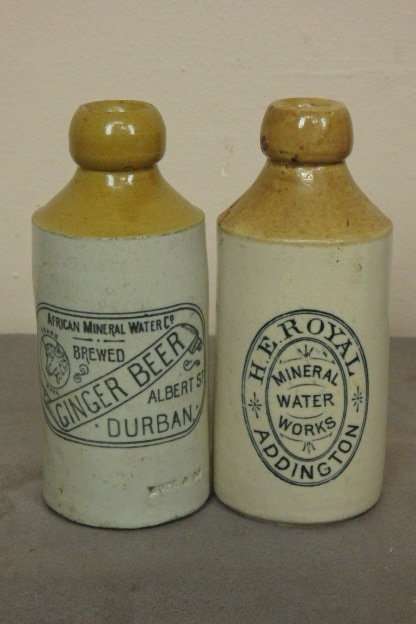 AFRICAN MINERAL WATER Co
BREWED
GINGER BEER
ALBERT ST
DURBAN.
H.E. ROYAL
MINERAL
WATER
WORKS
ADDINGTON